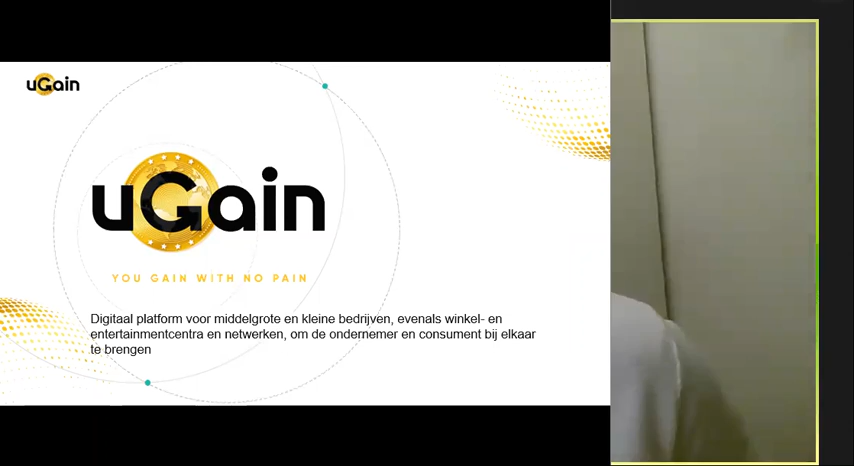 uGain
uGain
YOU GAIN WITH NO PAIN
Digitaal platform voor middelgrote en kleine bedrijven, evenals winkel- en
entertainmentcentra en netwerken, om de ondernemer en consument bij elkaar
te brengen